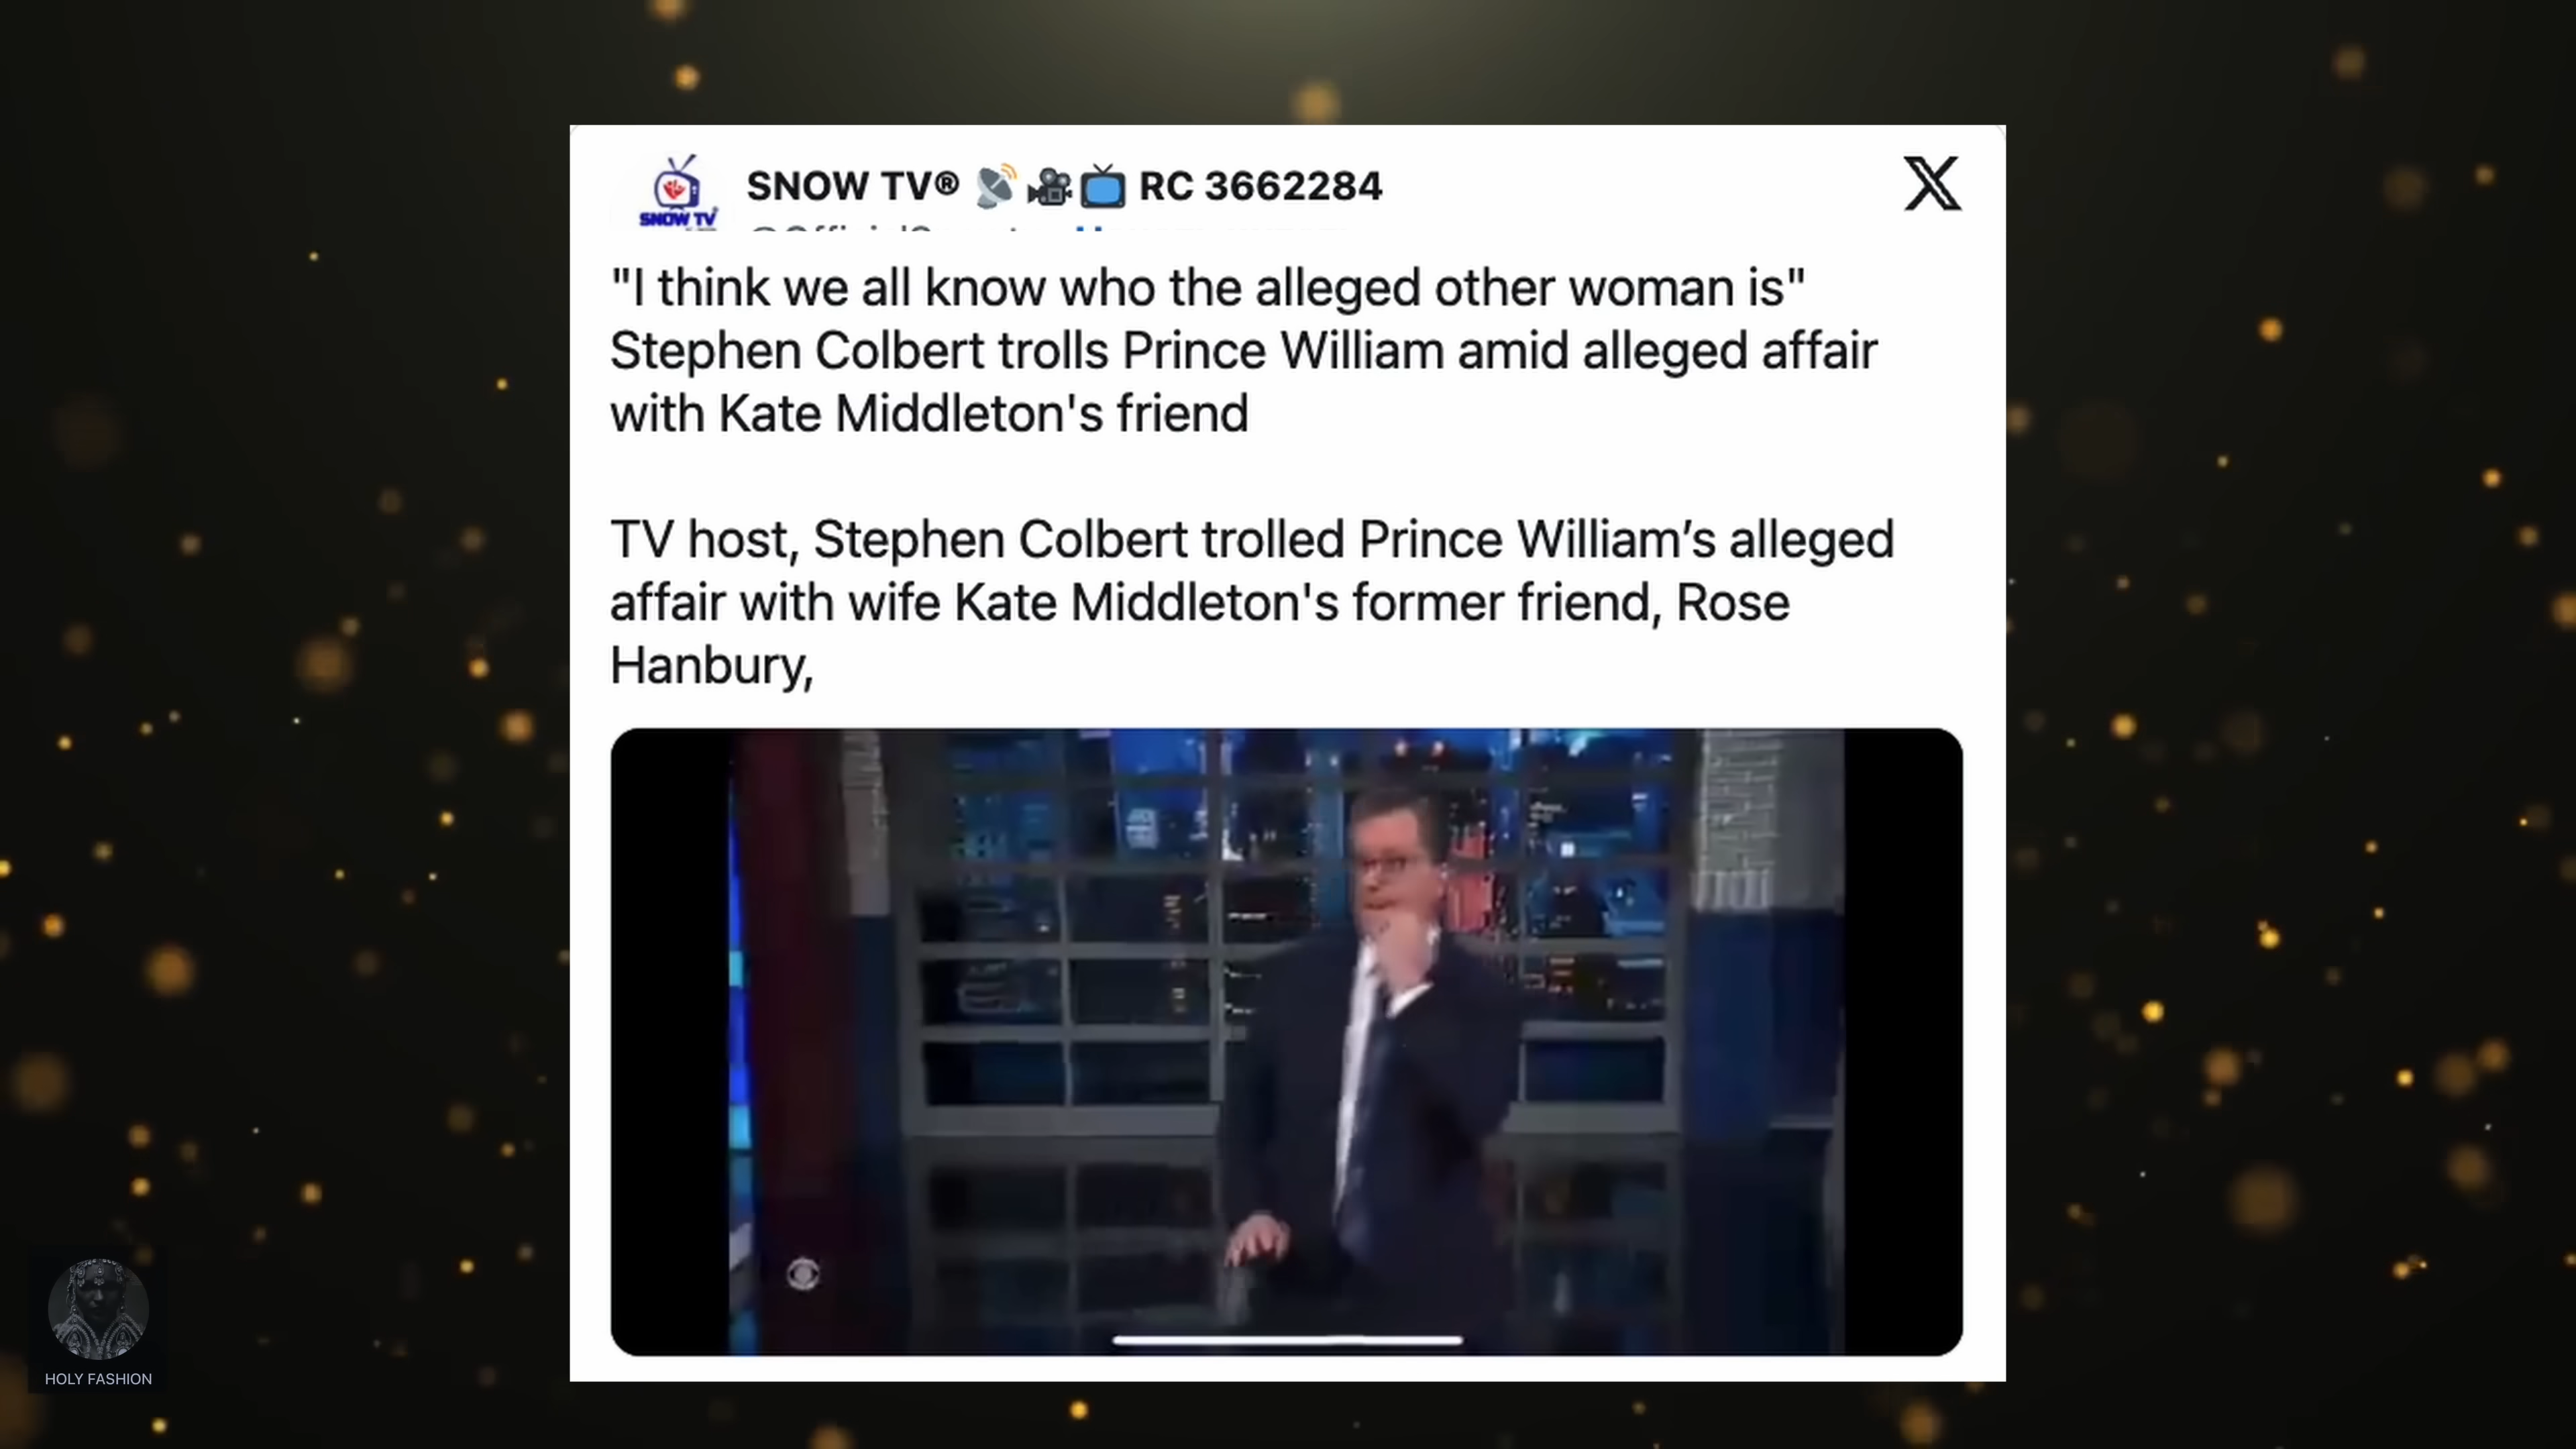 SNOW TV® 📡🎥📺 RC 3662284
SNOW TV
"I think we all know who the alleged other woman is"
Stephen Colbert trolls Prince William amid alleged affair
with Kate Middleton's friend
TV host, Stephen Colbert trolled Prince William’s alleged
affair with wife Kate Middleton's former friend, Rose
Hanbury,
HOLY FASHION